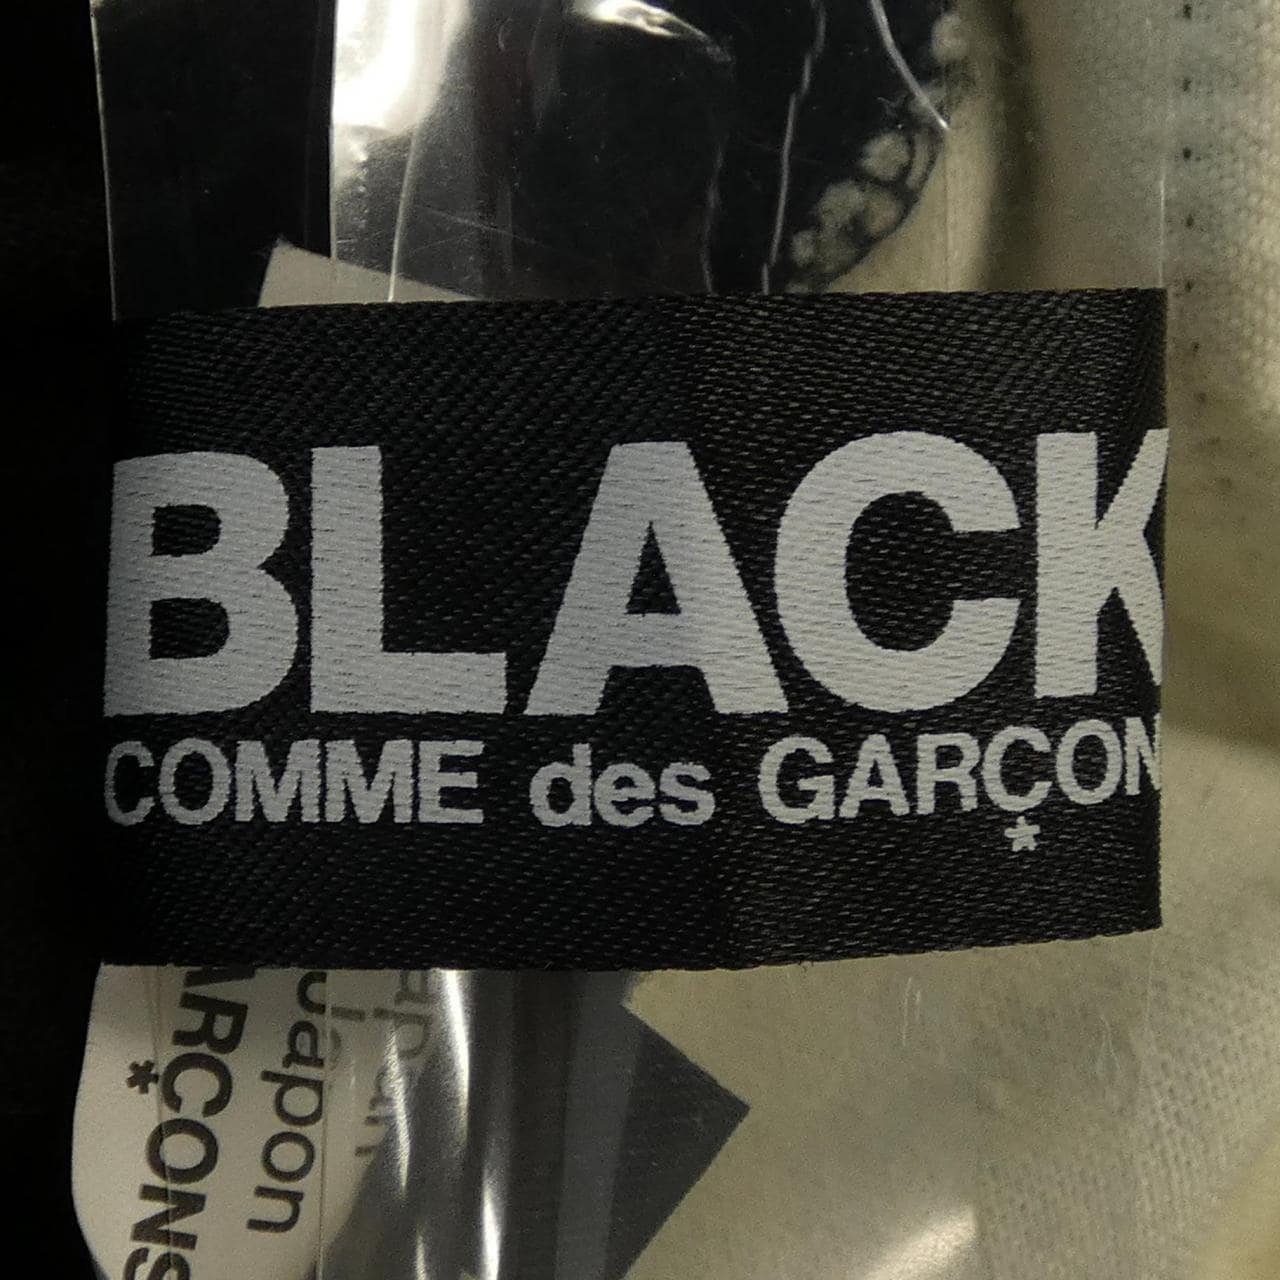 BLACK
COMME des GARÇON
*
ARÇONS
*
Japon